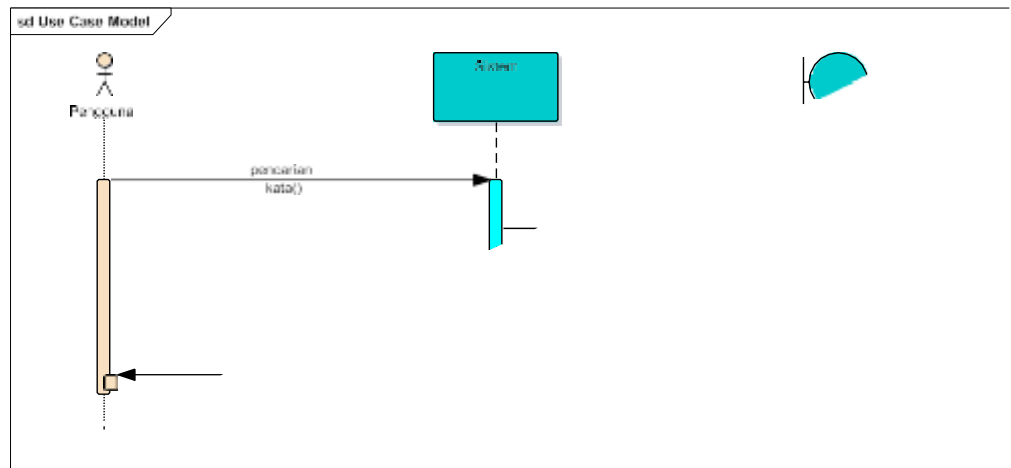 sd Use Case Model
Pengguna
Sistem
pencarian
kata()